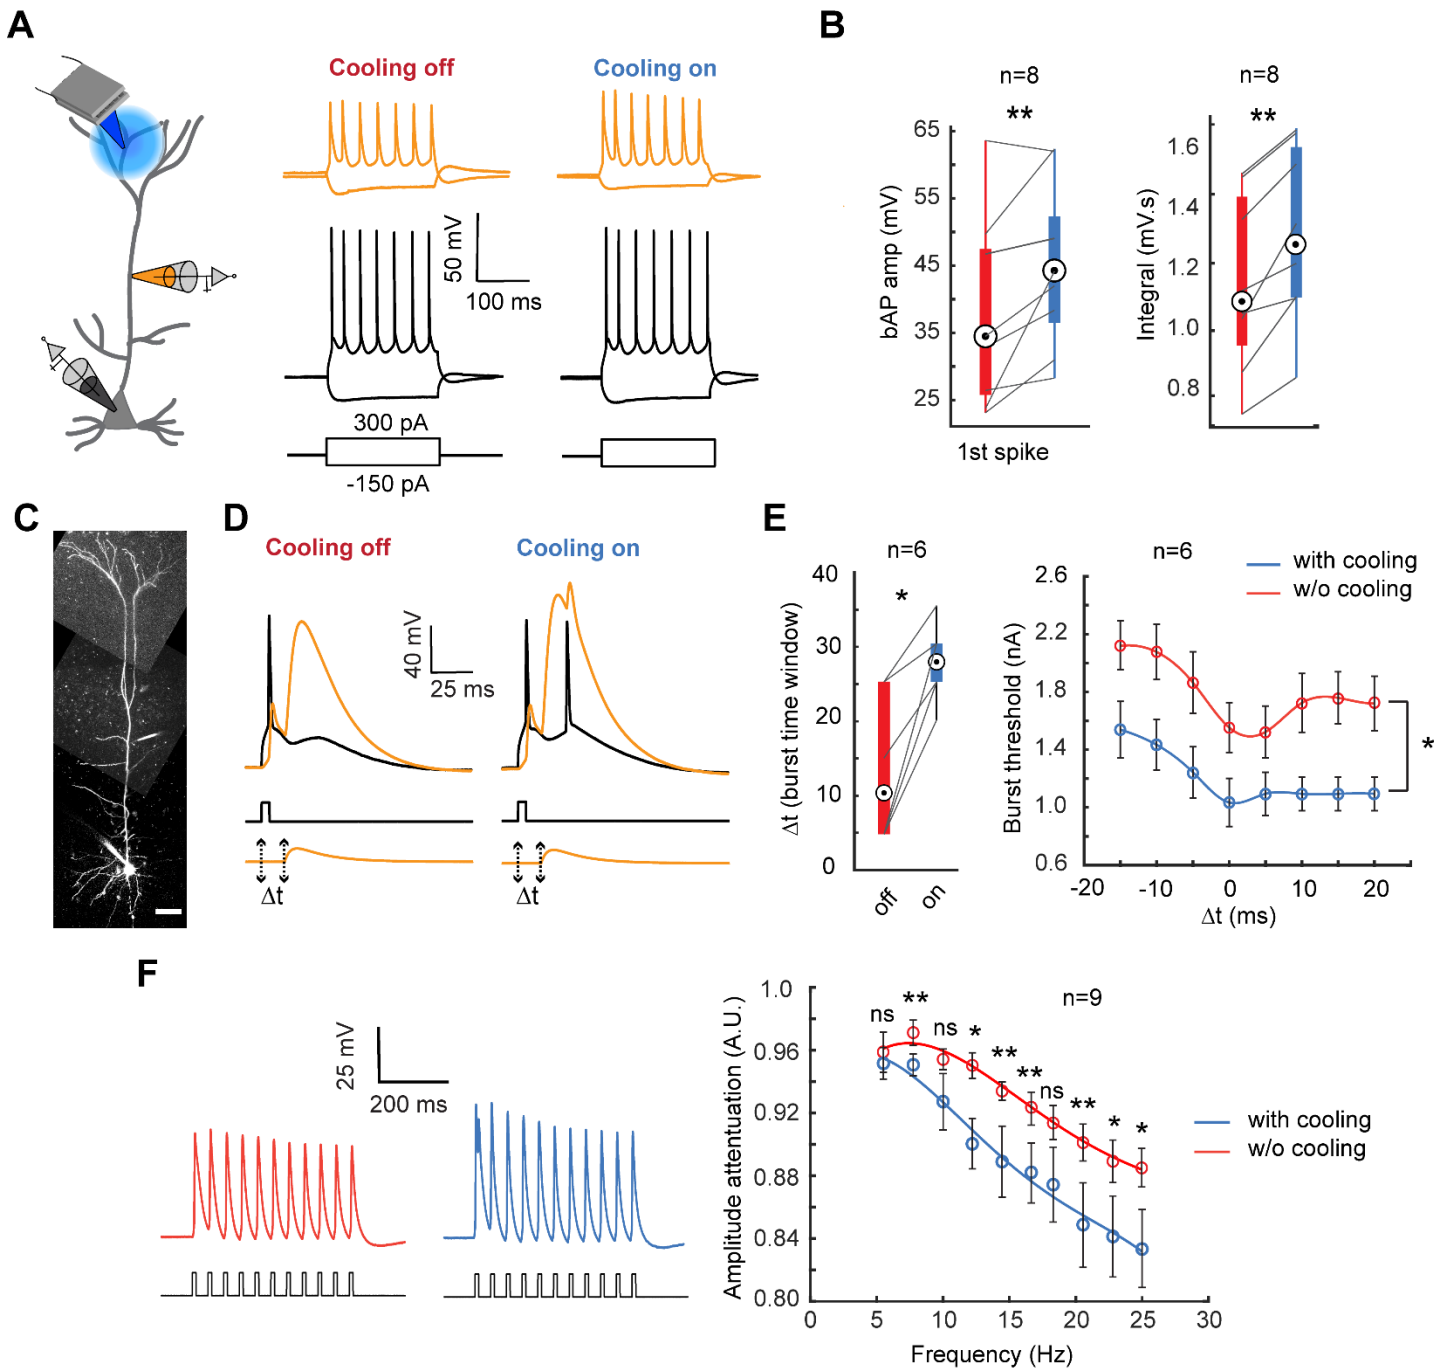 A
Cooling off
Cooling on
50 mV
100 ms
300 pA
-150 pA
B
n=8
**
65
55
45
35
25
bAP amp (mV)
1st spike
n=8
**
1.6
1.4
1.2
1.0
0.8
Integral (mV.s)
C
D
Cooling off
Cooling on
40 mV
25 ms
Δt
Δt
E
n=6
*
40
30
20
10
0
Δt (burst time window)
off
on
n=6
with cooling
w/o cooling
2.6
2.2
1.8
1.4
1.0
0.6
Burst threshold (nA)
*
-20
-10
0
10
20
Δt (ms)
F
25 mV
200 ms
n=9
1.0
0.96
0.92
0.88
0.84
0.80
Amplitude attentuation (A.U.)
ns
**
ns
*
**
**
ns
**
*
*
with cooling
w/o cooling
0
5
10
15
20
25
30
Frequency (Hz)